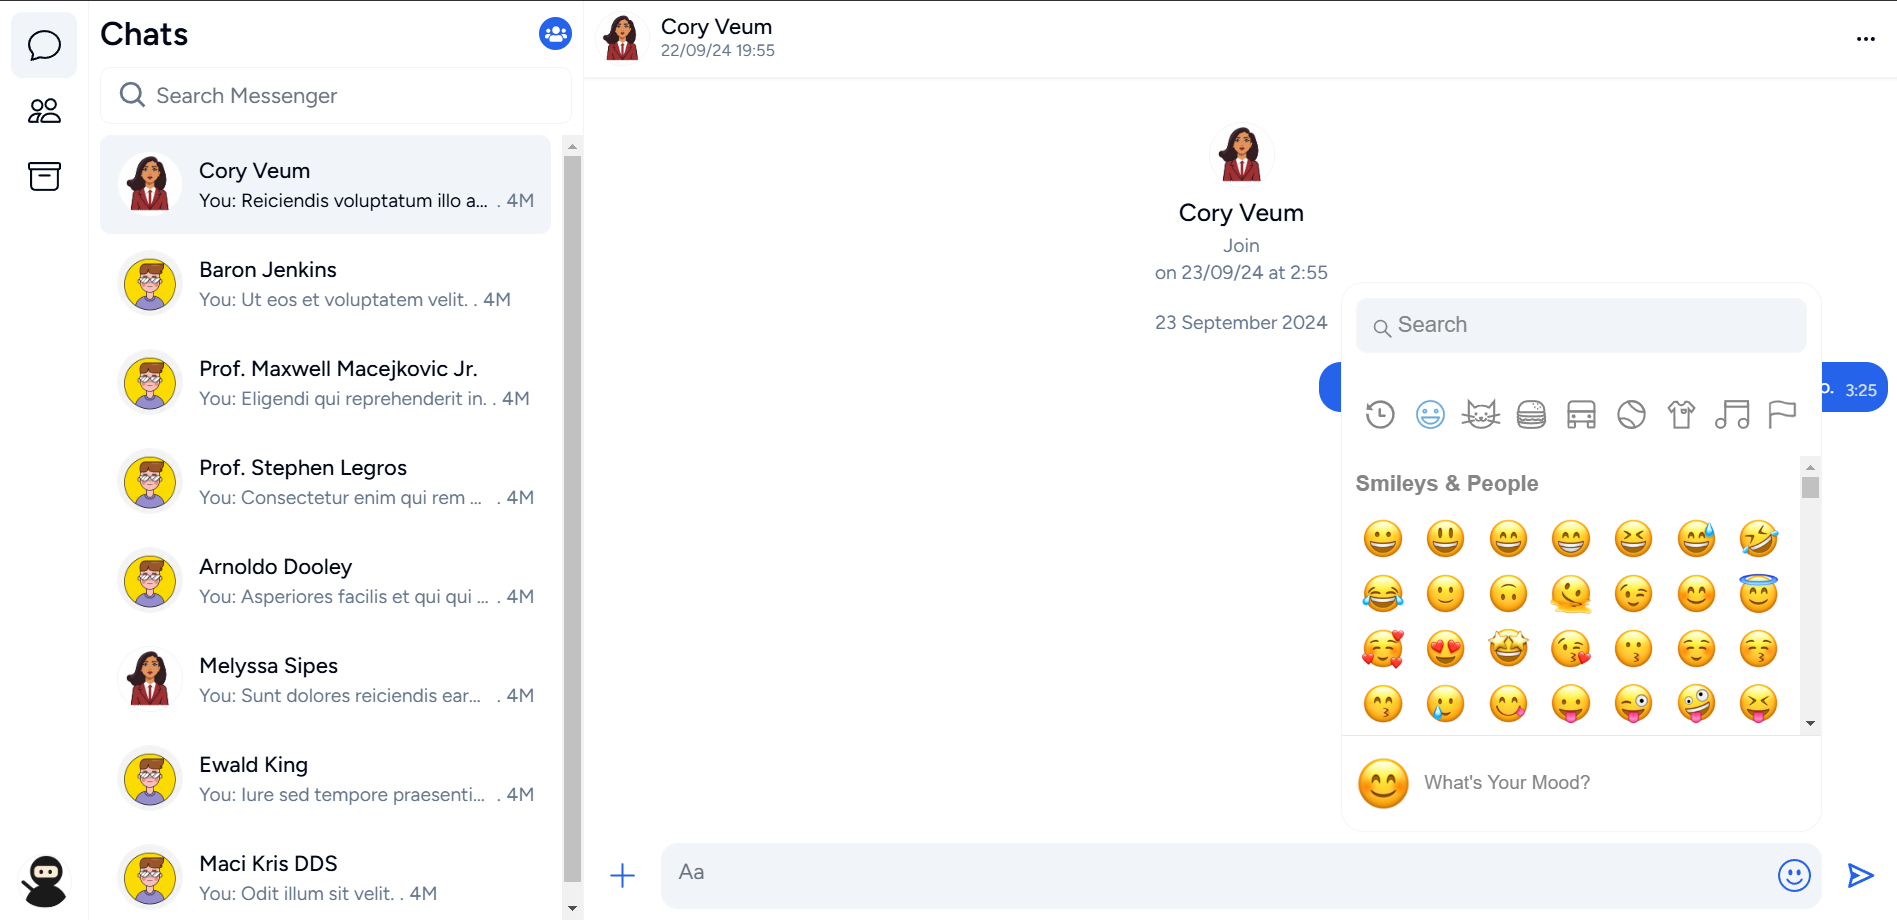 Chats
Search Messenger
Cory Veum
You: Reiciendis voluptatum illo a... . 4M
Baron Jenkins
You: Ut eos et voluptatem velit. . 4M
Prof. Maxwell Macejkovic Jr.
You: Eligendi qui reprehenderit in. . 4M
Prof. Stephen Legros
You: Consectetur enim qui rem ... . 4M
Arnoldo Dooley
You: Asperiores facilis et qui qui ... . 4M
Melyssa Sipes
You: Sunt dolores reiciendis ear... . 4M
Ewald King
You: Iure sed tempore praesenti... . 4M
Maci Kris DDS
You: Odit illum sit velit. . 4M
Cory Veum
22/09/24 19:55
Cory Veum
Join
on 23/09/24 at 2:55
23 September 2024
o. 3:25
Search
Smileys & People
What's Your Mood?
Aa